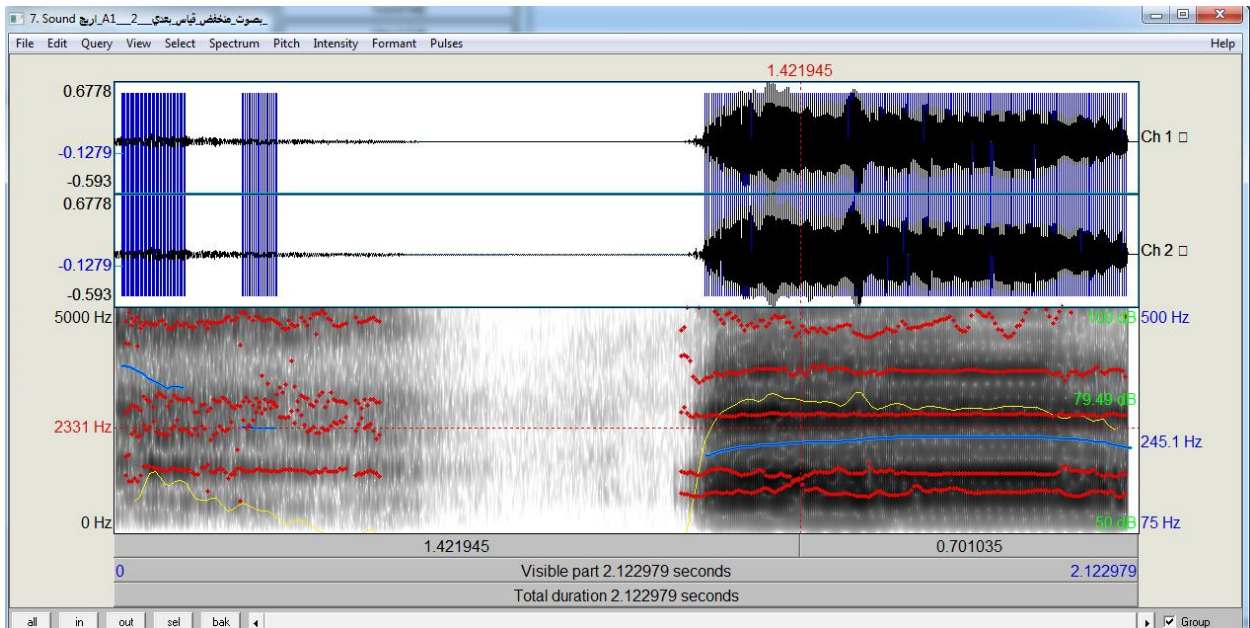 7. Sound اريج_A1__2__بصوت_منخفض_قياس_بعدي_
File Edit Query View Select Spectrum Pitch Intensity Formant Pulses Help
1.421945
0.6778
-0.1279
-0.593
Ch 1
0.6778
-0.1279
-0.593
Ch 2
5000 Hz 100 dB 500 Hz
79.49 dB
2331 Hz
245.1 Hz
0 Hz 50 dB 75 Hz
1.421945 0.701035
0 Visible part 2.122979 seconds 2.122979
Total duration 2.122979 seconds
all in out sel bak Group